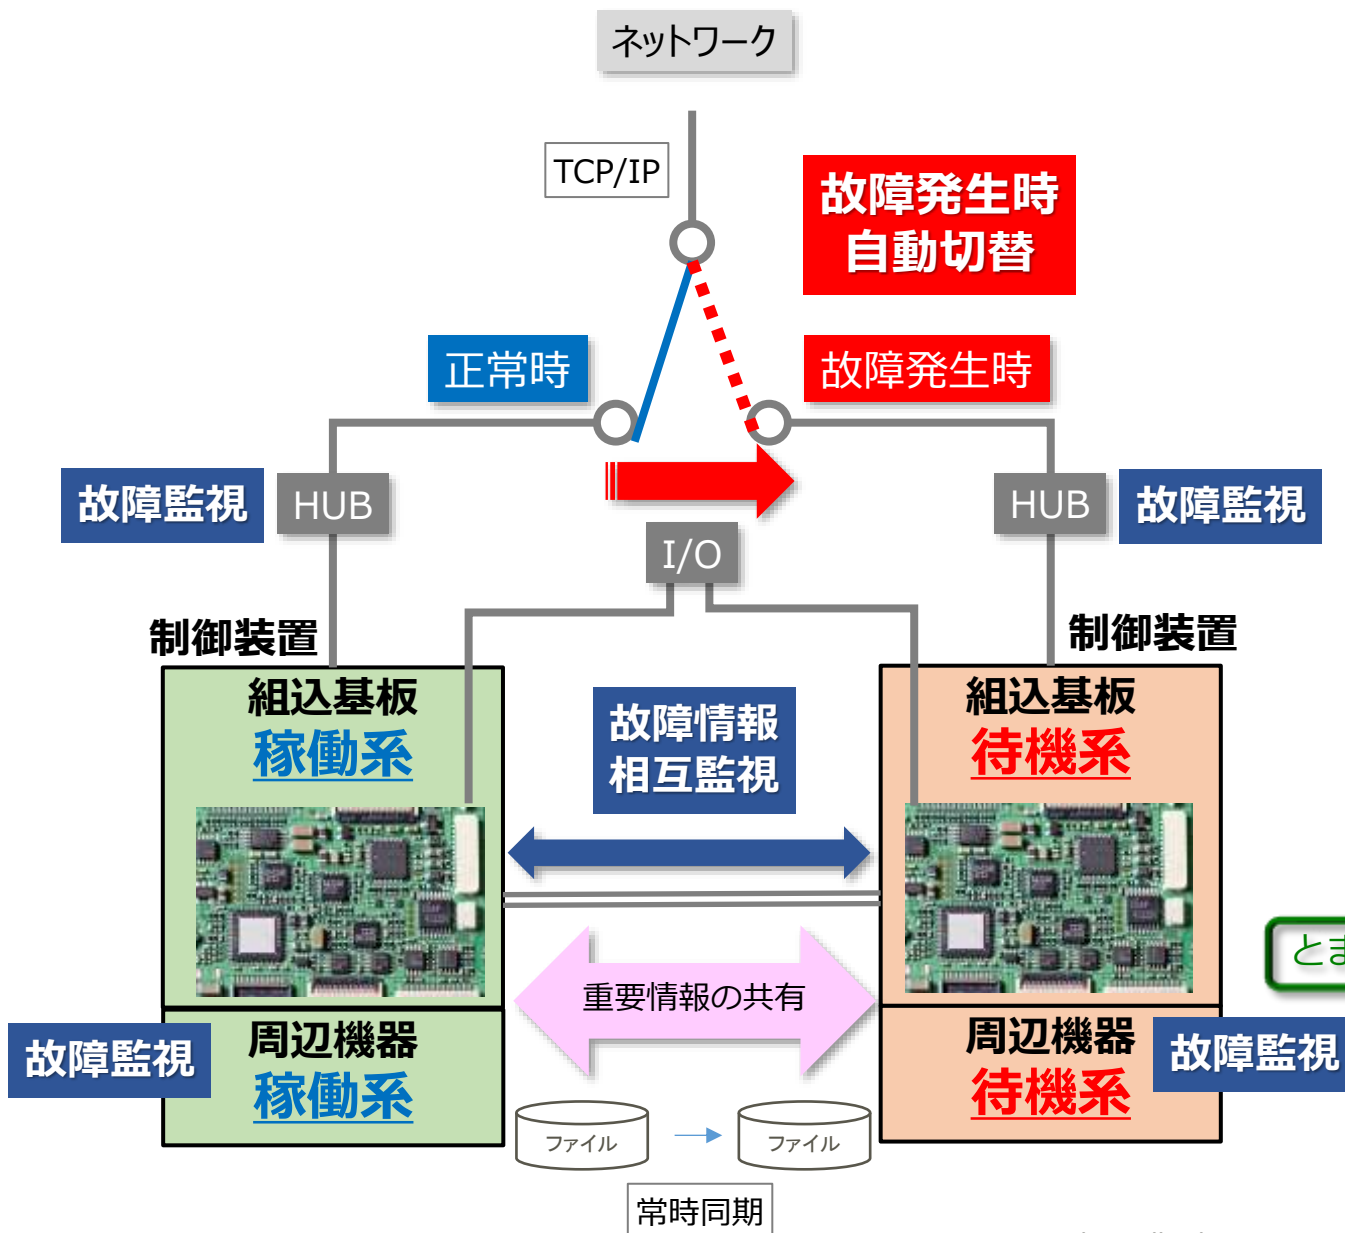 ネットワーク
TCP/IP
故障発生時
自動切替
正常時
故障発生時
故障監視
HUB
HUB
故障監視
I/O
制御装置
制御装置
組込基板
稼働系
故障情報
相互監視
組込基板
待機系
とま
重要情報の共有
故障監視
周辺機器
稼働系
周辺機器
待機系
故障監視
ファイル
ファイル
常時同期